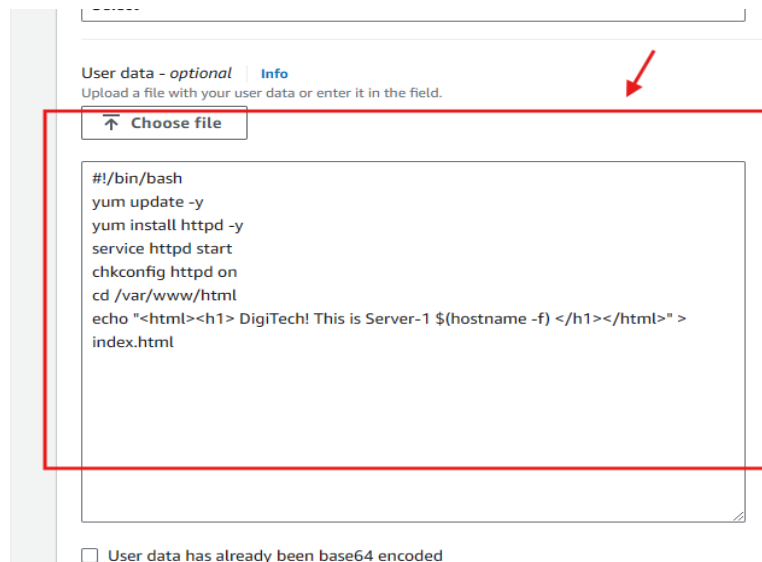 User data - optional Info
Upload a file with your user data or enter it in the field.
Choose file
#!/bin/bash
yum update -y
yum install httpd -y
service httpd start
chkconfig httpd on
cd /var/www/html
echo "<html><h1> DigiTech! This is Server-1 $(hostname -f) </h1></html>" >
index.html
User data has already been base64 encoded